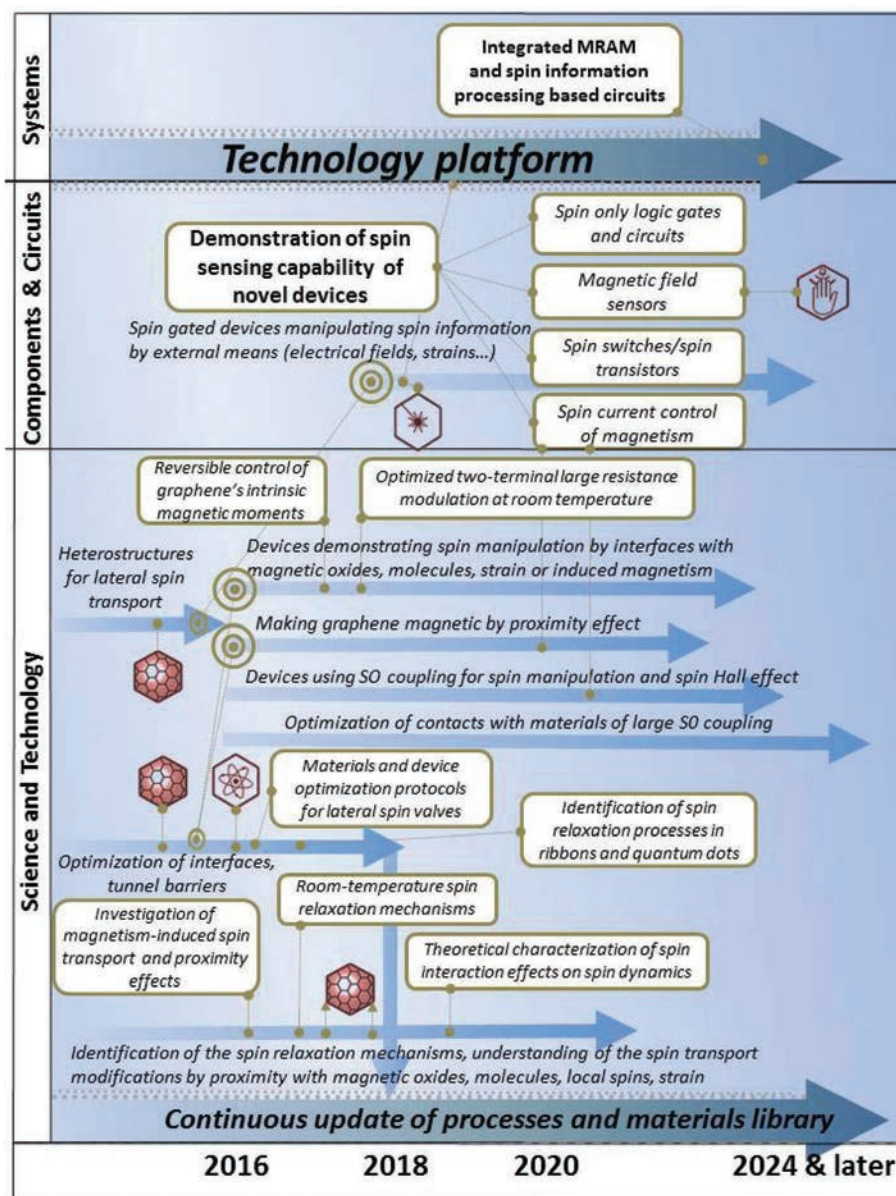 Systems
Integrated MRAM
and spin information
processing based circuits
Technology platform
Components & Circuits
Demonstration of spin
sensing capability of
novel devices
Spin only logic gates
and circuits
Magnetic field
sensors
Spin gated devices manipulating spin information
by external means (electrical fields, strains...)
Spin switches/spin
transistors
Spin current control
of magnetism
Science and Technology
Reversible control of
graphene's intrinsic
magnetic moments
Optimized two-terminal large resistance
modulation at room temperature
Heterostructures
for lateral spin
transport
Devices demonstrating spin manipulation by interfaces with
magnetic oxides, molecules, strain or induced magnetism
Making graphene magnetic by proximity effect
Devices using SO coupling for spin manipulation and spin Hall effect
Optimization of contacts with materials of large S0 coupling
Materials and device
optimization protocols
for lateral spin valves
Identification of spin
relaxation processes in
ribbons and quantum dots
Optimization of interfaces,
tunnel barriers
Room-temperature spin
relaxation mechanisms
Investigation of
magnetism-induced spin
transport and proximity
effects
Theoretical characterization of spin
interaction effects on spin dynamics
Identification of the spin relaxation mechanisms, understanding of the spin transport
modifications by proximity with magnetic oxides, molecules, local spins, strain
Continuous update of processes and materials library
2016 2018 2020 2024 & later